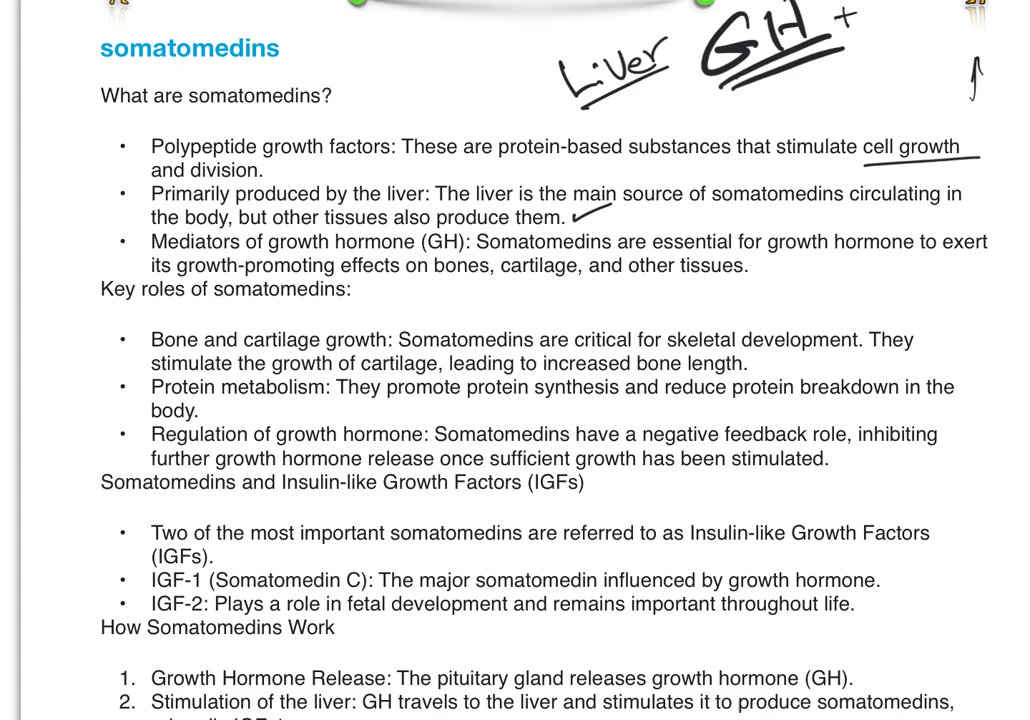 Liver GH +
somatomedins
What are somatomedins?
• Polypeptide growth factors: These are protein-based substances that stimulate cell growth
and division.
• Primarily produced by the liver: The liver is the main source of somatomedins circulating in
the body, but other tissues also produce them.
• Mediators of growth hormone (GH): Somatomedins are essential for growth hormone to exert
its growth-promoting effects on bones, cartilage, and other tissues.
Key roles of somatomedins:
• Bone and cartilage growth: Somatomedins are critical for skeletal development. They
stimulate the growth of cartilage, leading to increased bone length.
• Protein metabolism: They promote protein synthesis and reduce protein breakdown in the
body.
• Regulation of growth hormone: Somatomedins have a negative feedback role, inhibiting
further growth hormone release once sufficient growth has been stimulated.
Somatomedins and Insulin-like Growth Factors (IGFs)
• Two of the most important somatomedins are referred to as Insulin-like Growth Factors
(IGFs).
• IGF-1 (Somatomedin C): The major somatomedin influenced by growth hormone.
• IGF-2: Plays a role in fetal development and remains important throughout life.
How Somatomedins Work
1. Growth Hormone Release: The pituitary gland releases growth hormone (GH).
2. Stimulation of the liver: GH travels to the liver and stimulates it to produce somatomedins,